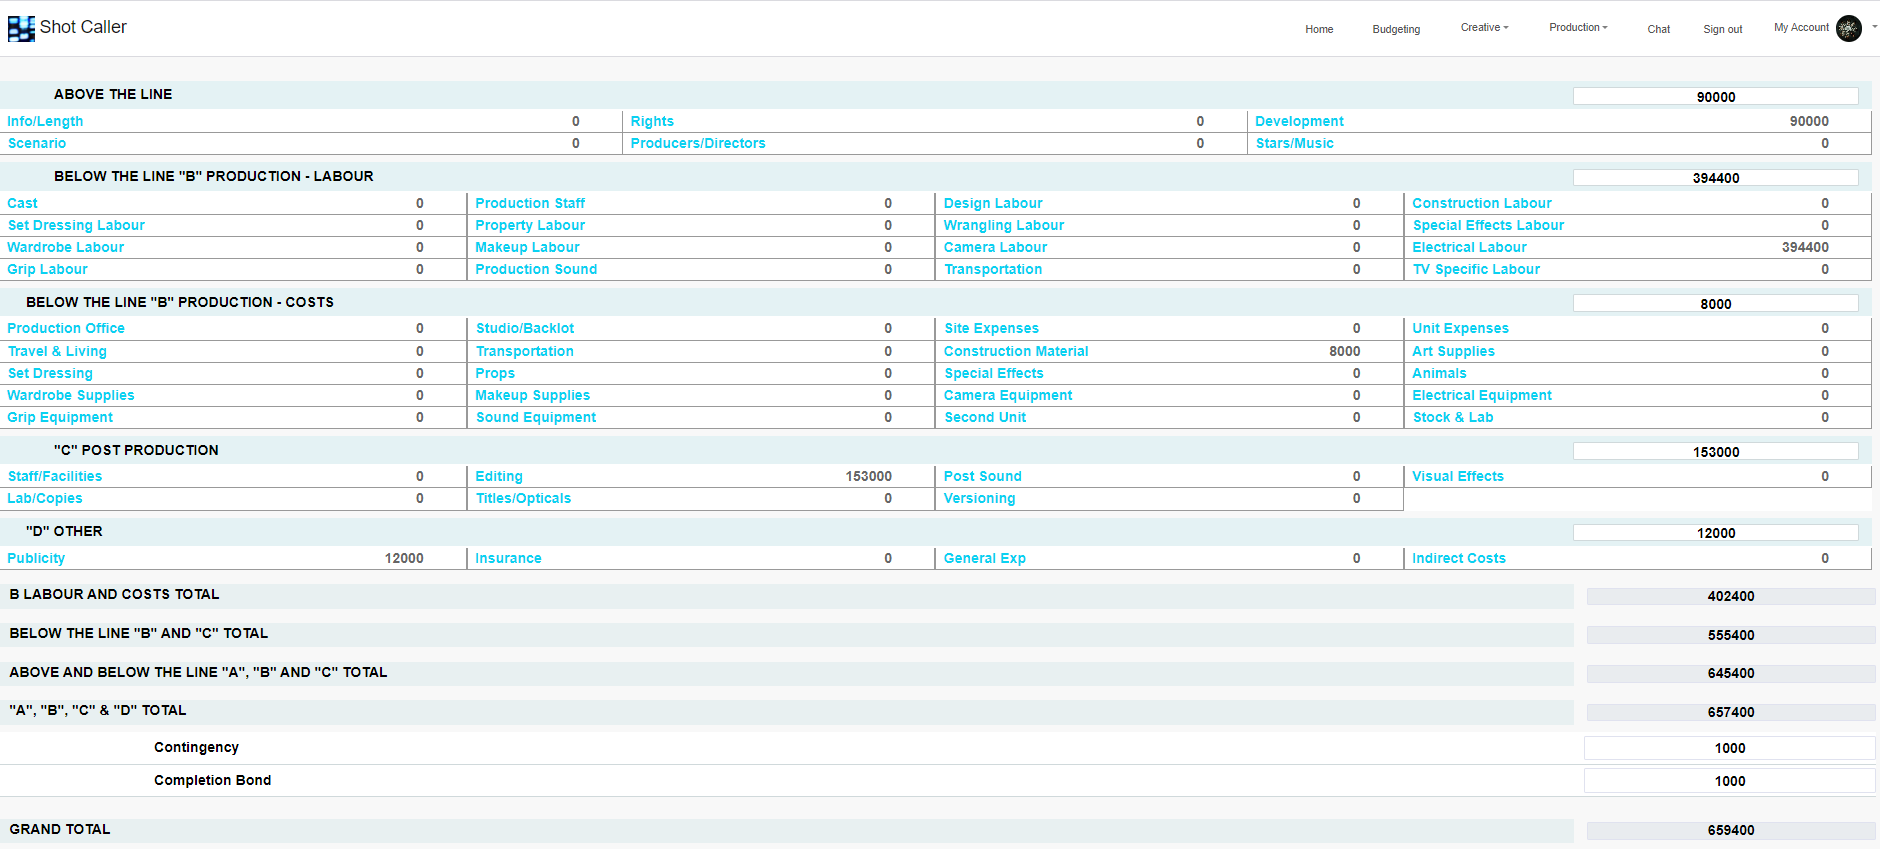 Shot Caller
Home Budgeting Creative Production Chat Sign out My Account
ABOVE THE LINE 90000
Info/Length 0 Rights 0 Development 90000
Scenario 0 Producers/Directors 0 Stars/Music 0
BELOW THE LINE "B" PRODUCTION - LABOUR 394400
Cast 0 Production Staff 0 Design Labour 0 Construction Labour 0
Set Dressing Labour 0 Property Labour 0 Wrangling Labour 0 Special Effects Labour 0
Wardrobe Labour 0 Makeup Labour 0 Camera Labour 0 Electrical Labour 394400
Grip Labour 0 Production Sound 0 Transportation 0 TV Specific Labour 0
BELOW THE LINE "B" PRODUCTION - COSTS 8000
Production Office 0 Studio/Backlot 0 Site Expenses 0 Unit Expenses 0
Travel & Living 0 Transportation 0 Construction Material 8000 Art Supplies 0
Set Dressing 0 Props 0 Special Effects 0 Animals 0
Wardrobe Supplies 0 Makeup Supplies 0 Camera Equipment 0 Electrical Equipment 0
Grip Equipment 0 Sound Equipment 0 Second Unit 0 Stock & Lab 0
"C" POST PRODUCTION 153000
Staff/Facilities 0 Editing 153000 Post Sound 0 Visual Effects 0
Lab/Copies 0 Titles/Opticals 0 Versioning 0
"D" OTHER 12000
Publicity 12000 Insurance 0 General Exp 0 Indirect Costs 0
B LABOUR AND COSTS TOTAL 402400
BELOW THE LINE "B" AND "C" TOTAL 555400
ABOVE AND BELOW THE LINE "A", "B" AND "C" TOTAL 645400
"A", "B", "C" & "D" TOTAL 657400
Contingency 1000
Completion Bond 1000
GRAND TOTAL 659400